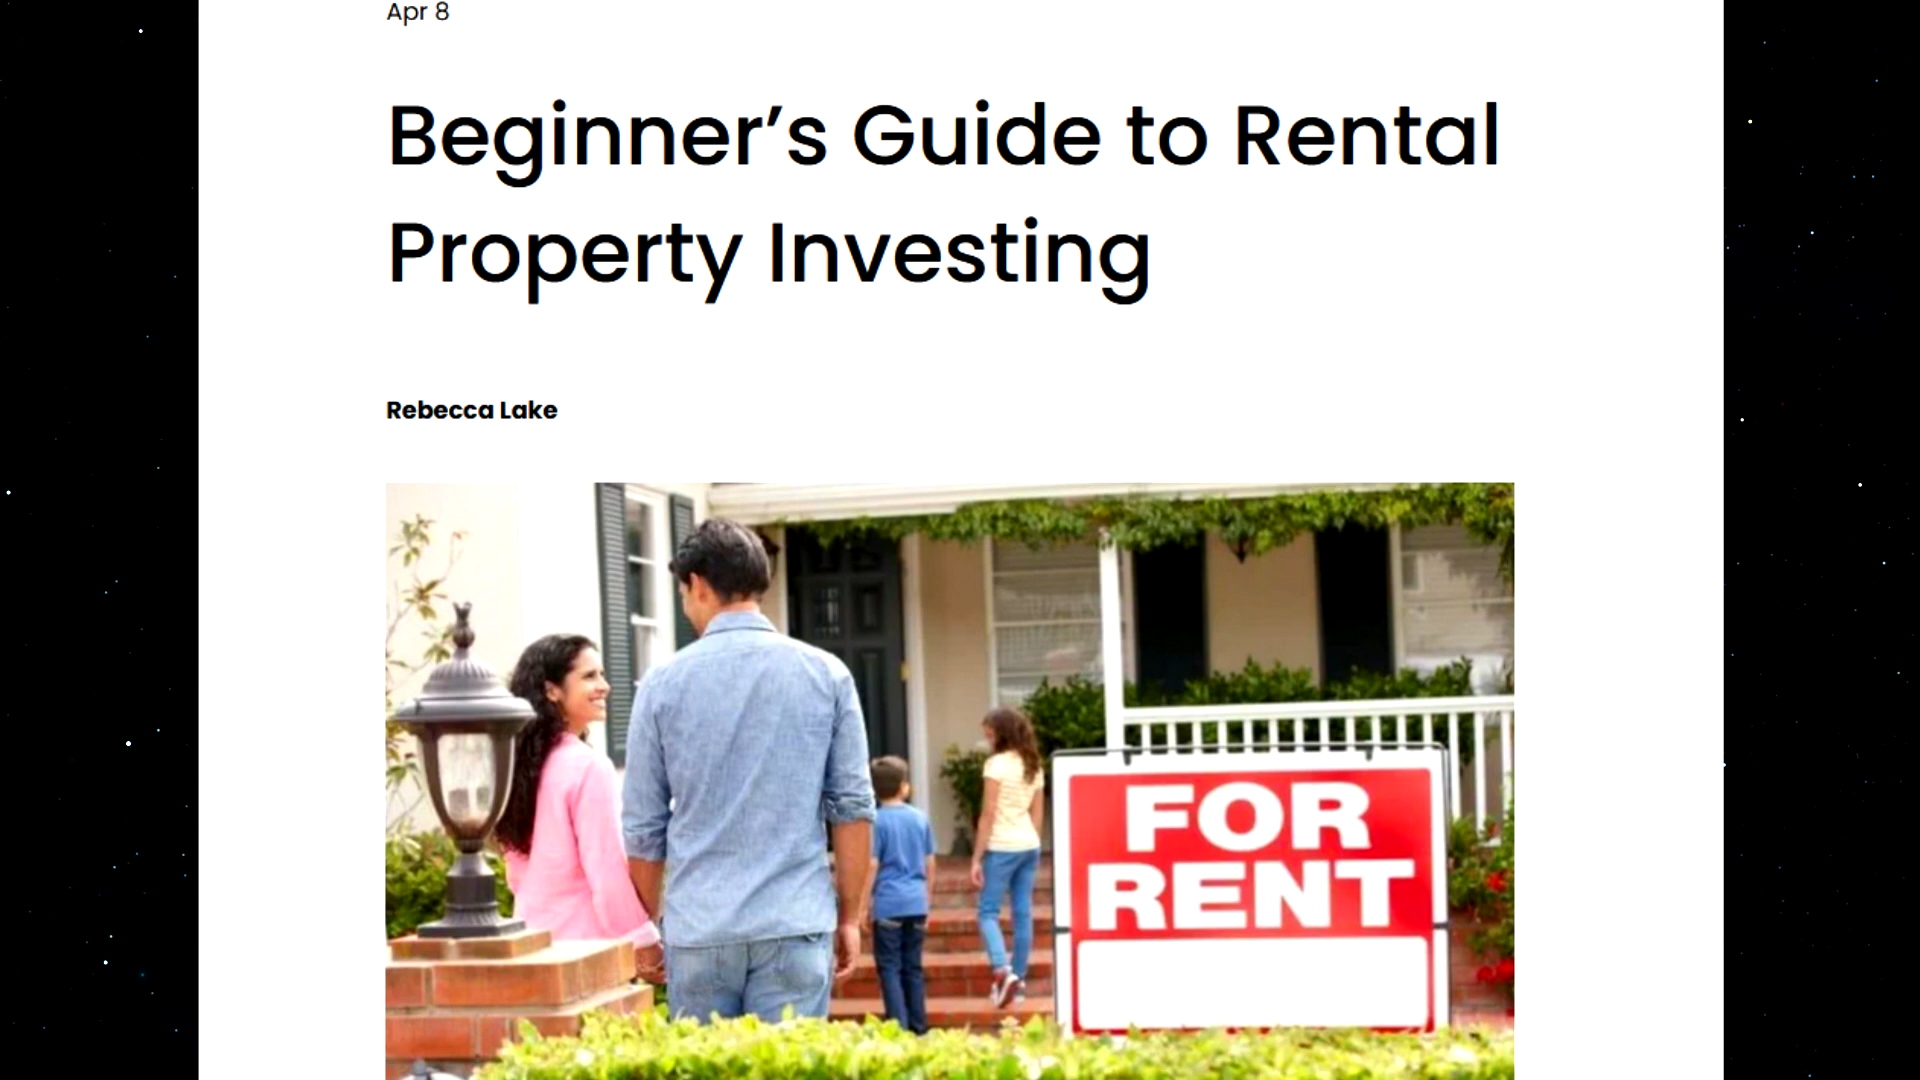 Apr 8
Beginner’s Guide to Rental
Property Investing
Rebecca Lake
FOR
RENT